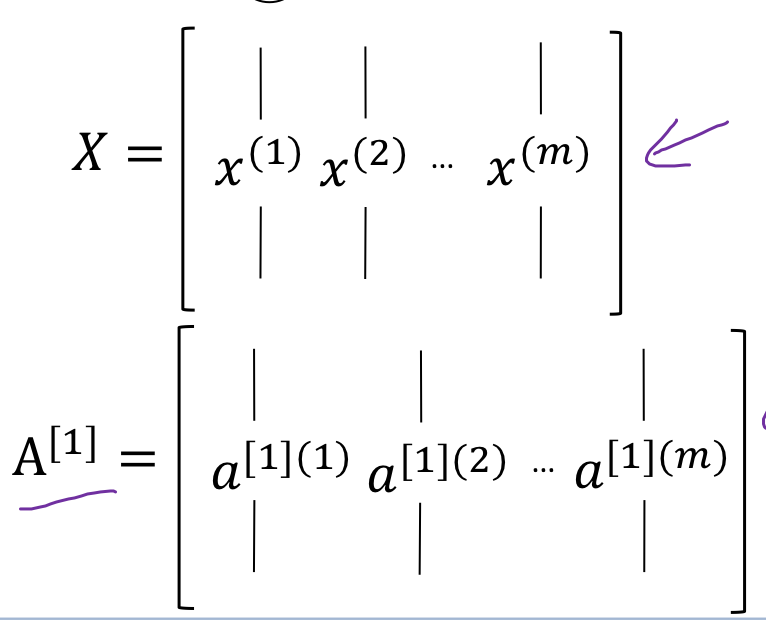 X = [ x^(1) x^(2) ... x^(m) ]
A^[1] = [ a^[1](1) a^[1](2) ... a^[1](m) ]